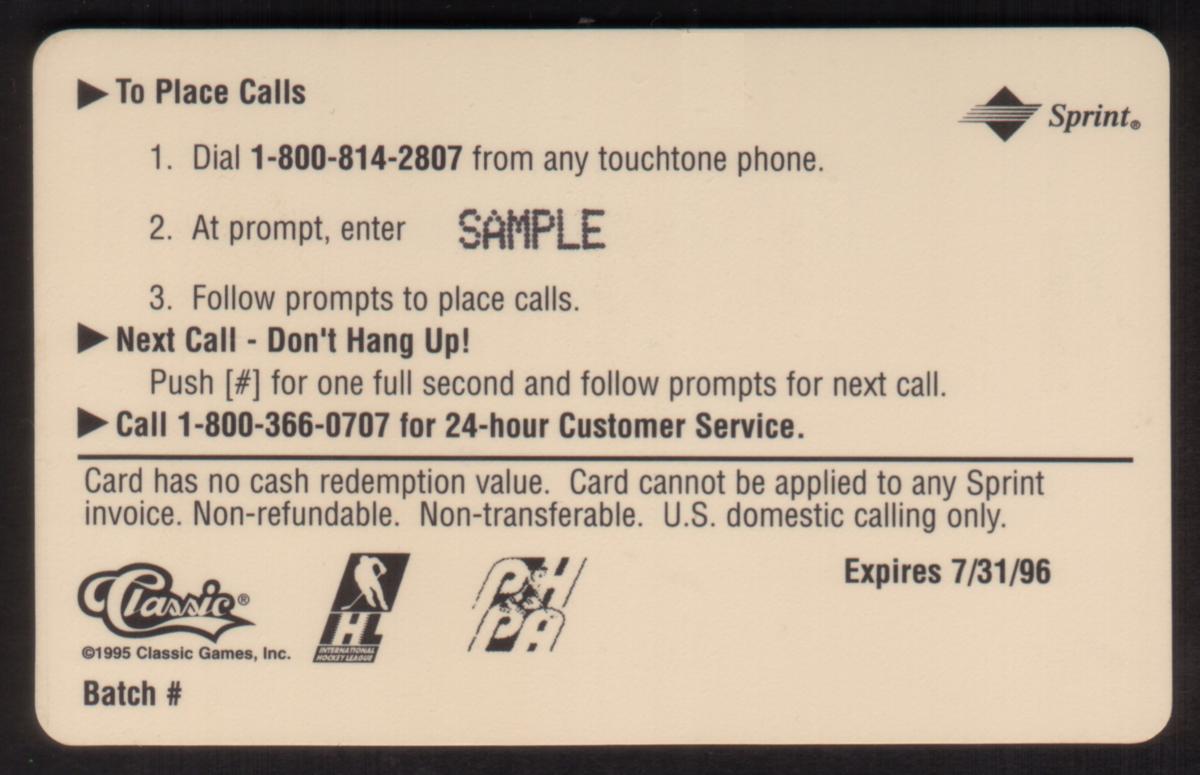 To Place Calls
Sprint®
1. Dial 1-800-814-2807 from any touchtone phone.
2. At prompt, enter SAMPLE
3. Follow prompts to place calls.
Next Call - Don't Hang Up!
Push [#] for one full second and follow prompts for next call.
Call 1-800-366-0707 for 24-hour Customer Service.
Card has no cash redemption value. Card cannot be applied to any Sprint
invoice. Non-refundable. Non-transferable. U.S. domestic calling only.
Expires 7/31/96
Classic®
©1995 Classic Games, Inc.
IHL
INTERNATIONAL
HOCKEY LEAGUE
PH
PA
Batch #